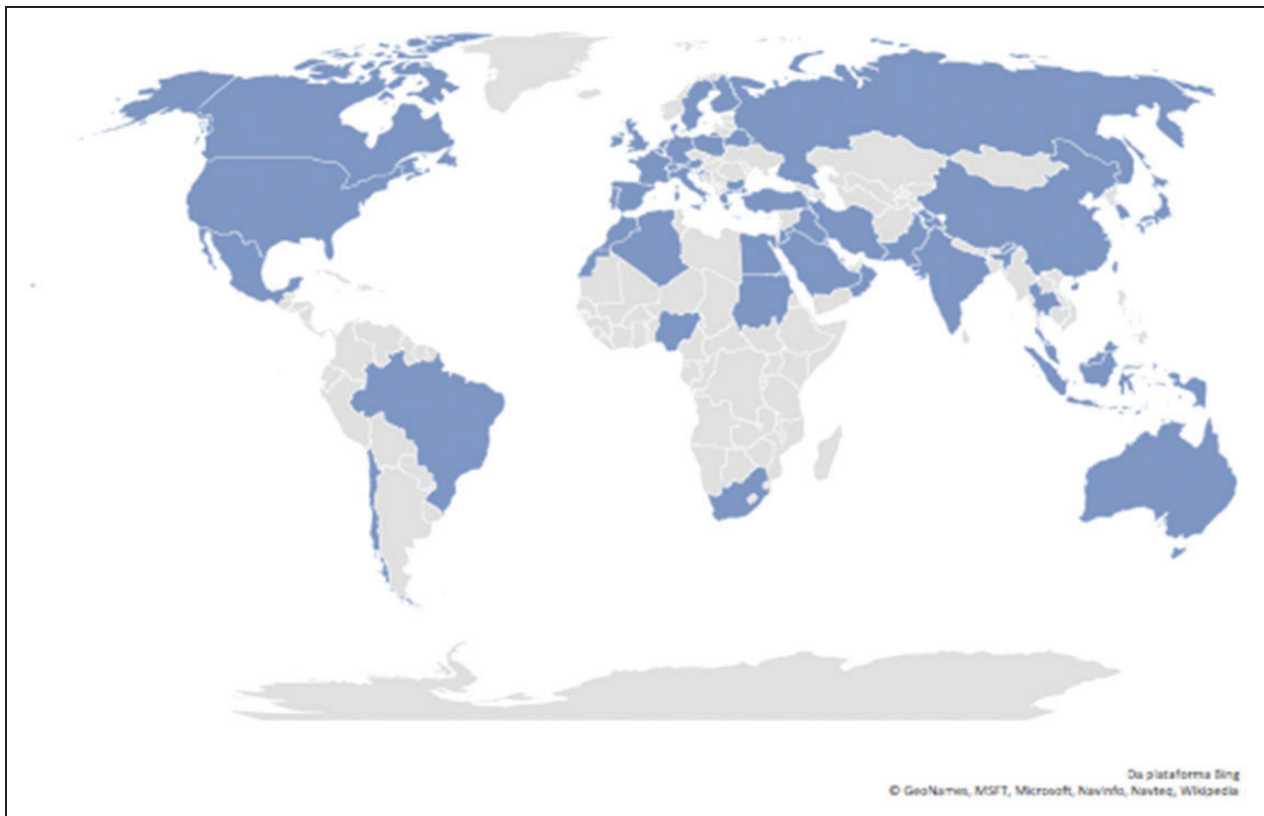 Da plataforma Bing
© GeoNames, MSFT, Microsoft, NavInfo, Navteq, Wikipedia